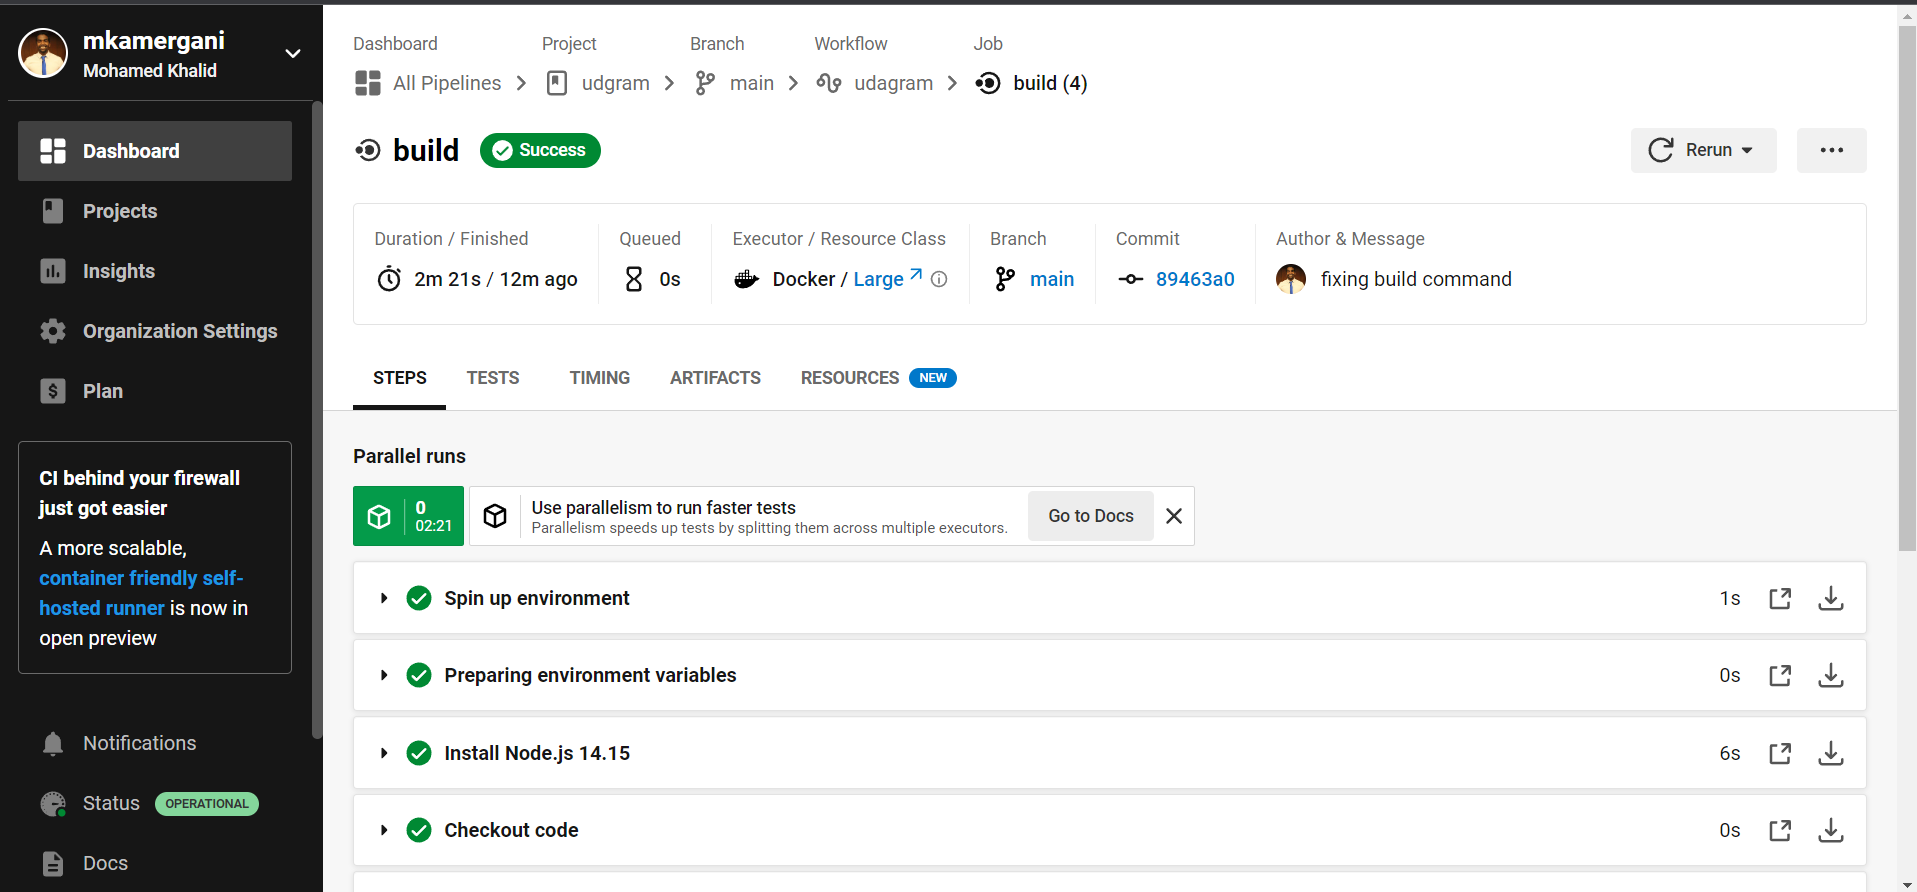 mkamergani
Mohamed Khalid
Dashboard
Projects
Insights
Organization Settings
Plan
CI behind your firewall
just got easier
A more scalable,
container friendly self-
hosted runner is now in
open preview
Notifications
Status OPERATIONAL
Docs
Dashboard Project Branch Workflow Job
All Pipelines udgram main udagram build (4)
build Success Rerun
Duration / Finished Queued Executor / Resource Class Branch Commit Author & Message
2m 21s / 12m ago 0s Docker / Large main 89463a0 fixing build command
STEPS TESTS TIMING ARTIFACTS RESOURCES NEW
Parallel runs
0
02:21
Use parallelism to run faster tests
Parallelism speeds up tests by splitting them across multiple executors.
Go to Docs
Spin up environment 1s
Preparing environment variables 0s
Install Node.js 14.15 6s
Checkout code 0s